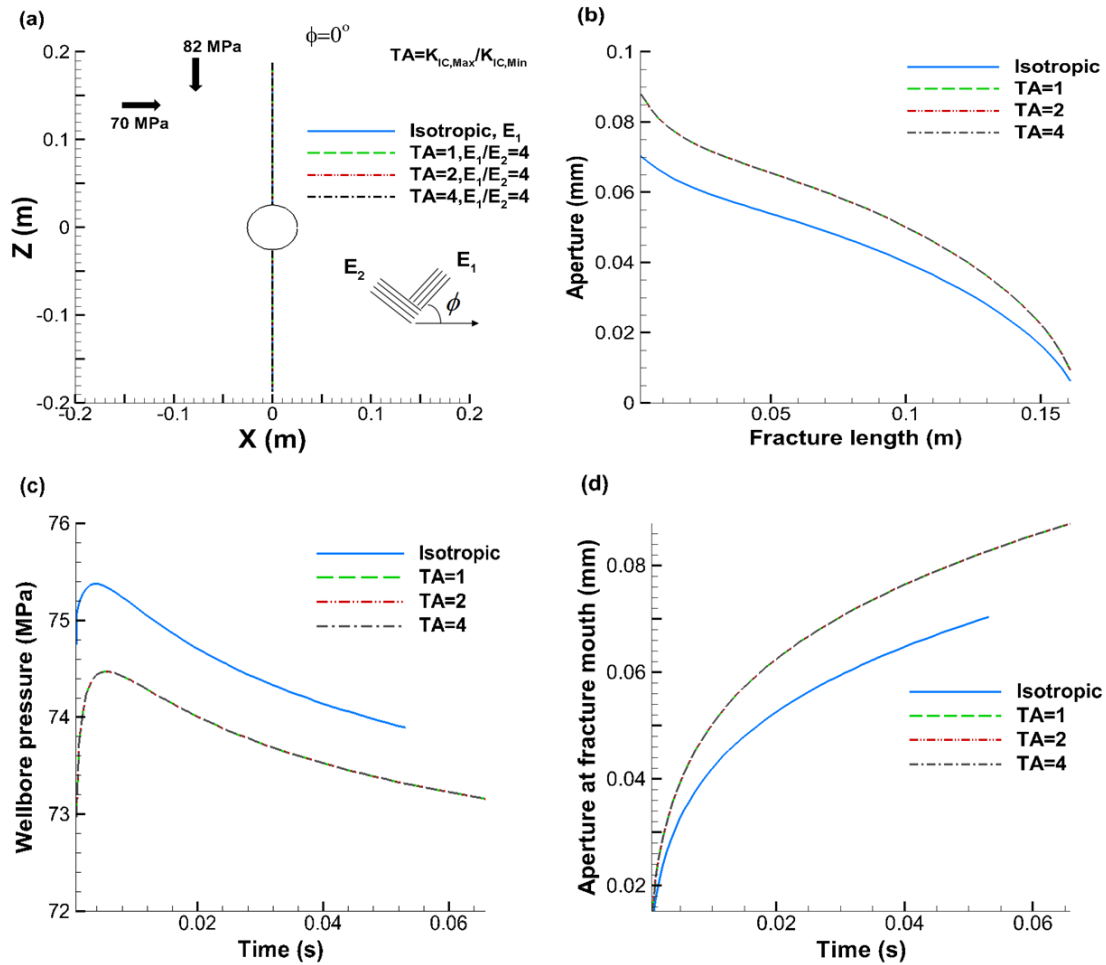 (a)
ϕ=0°
82 MPa
TA=K_IC,Max/K_IC,Min
70 MPa
Isotropic, E₁
TA=1,E₁/E₂=4
TA=2,E₁/E₂=4
TA=4,E₁/E₂=4
E₂
E₁
ϕ
0.2
0.1
0
-0.1
-0.2
Z (m)
-0.2
-0.1
0
0.1
0.2
X (m)
(b)
Isotropic
TA=1
TA=2
TA=4
0.1
0.08
0.06
0.04
0.02
0
Aperture (mm)
0.05
0.1
0.15
Fracture length (m)
(c)
Isotropic
TA=1
TA=2
TA=4
76
75
74
73
72
Wellbore pressure (MPa)
0.02
0.04
0.06
Time (s)
(d)
Isotropic
TA=1
TA=2
TA=4
0.08
0.06
0.04
0.02
Aperture at fracture mouth (mm)
0.02
0.04
0.06
Time (s)